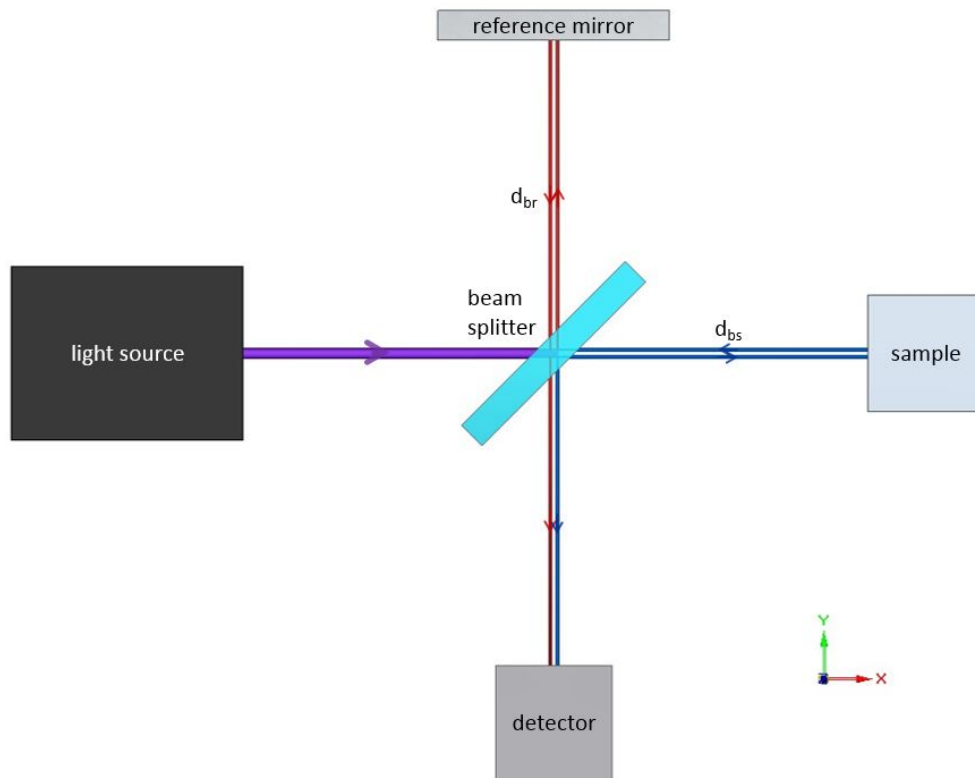 reference mirror
d_br
beam
splitter
d_bs
light source
sample
detector
Y
X